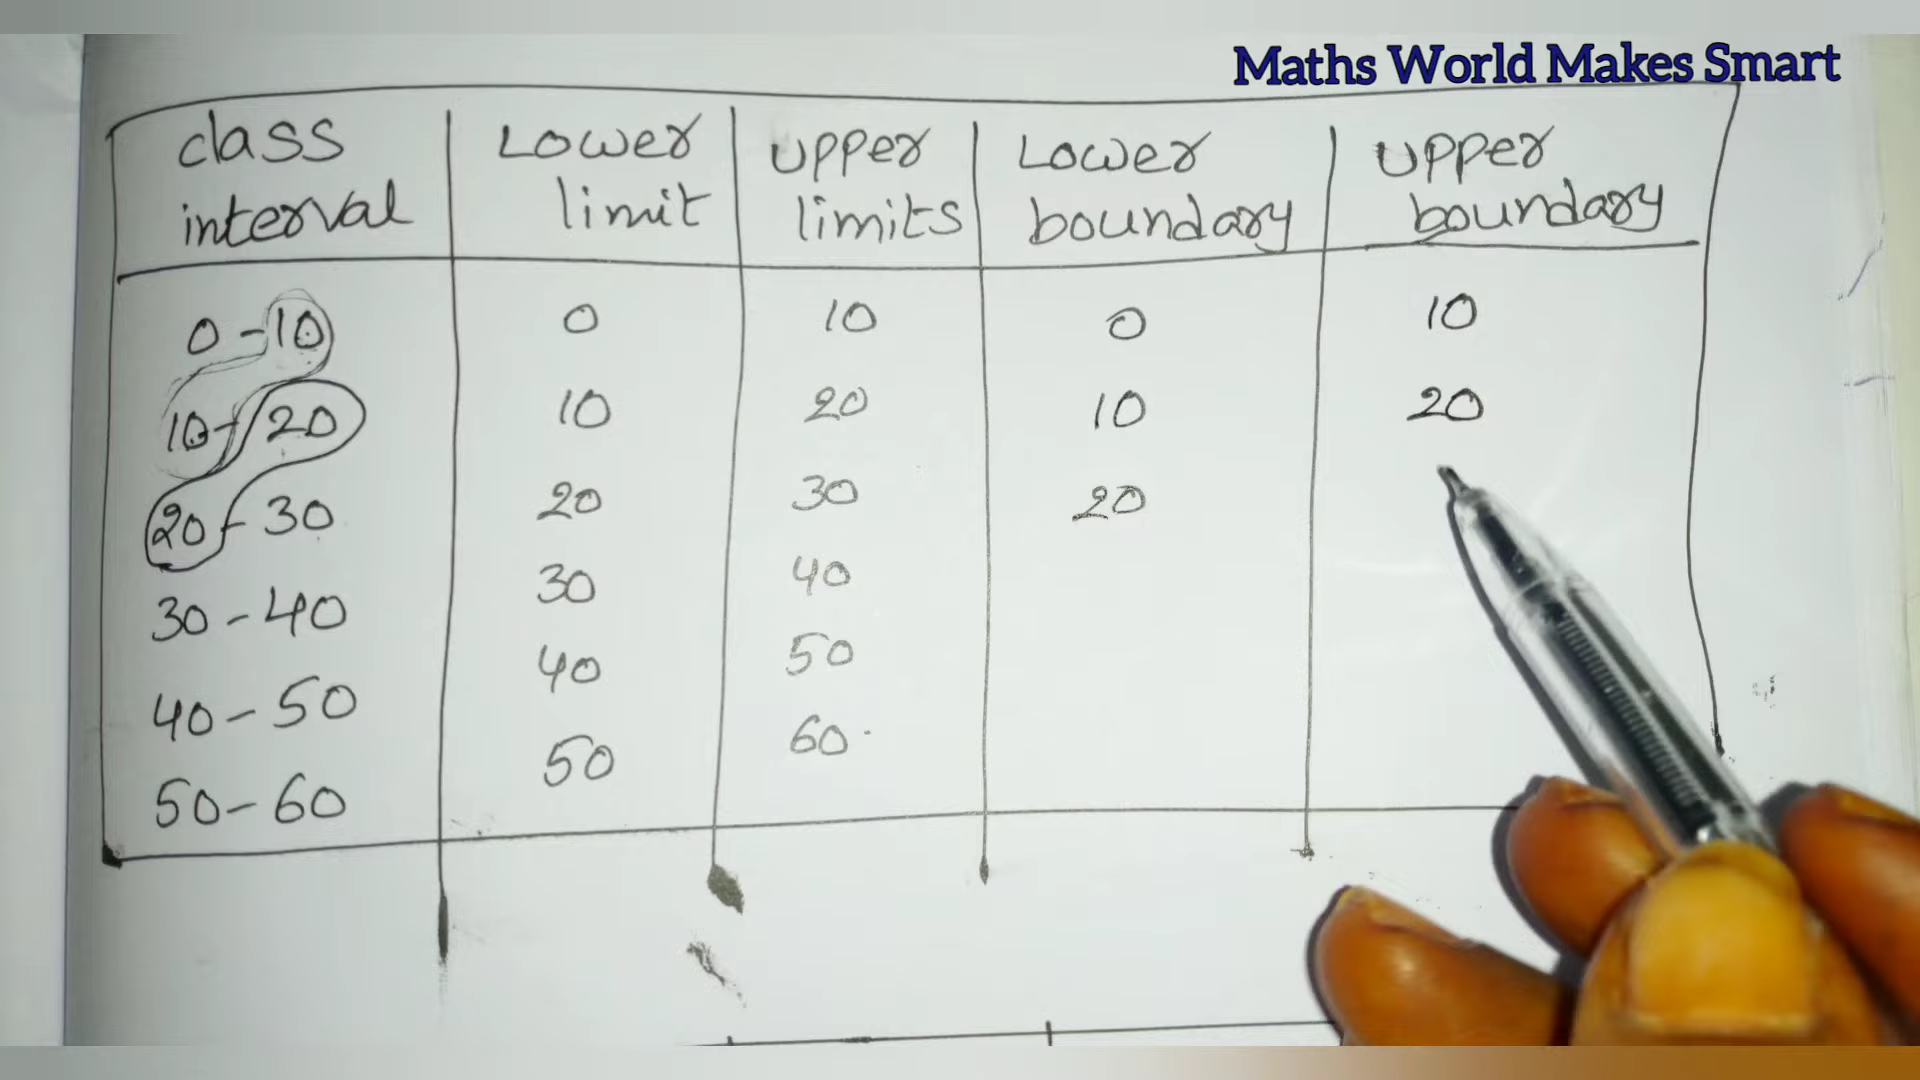 Maths World Makes Smart
class interval | Lower limit | Upper limits | Lower boundary | Upper boundary
0-10 | 0 | 10 | 0 | 10
10-20 | 10 | 20 | 10 | 20
20-30 | 20 | 30 | 20
30-40 | 30 | 40
40-50 | 40 | 50
50-60 | 50 | 60